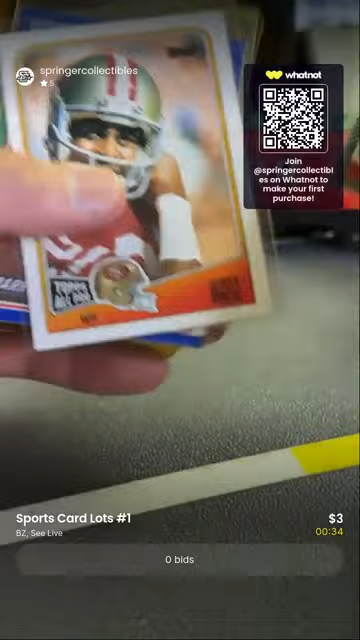 springercollectibles
★5
whatnot
Join
@springercollectibl
es on Whatnot to
make your first
purchase!
WR
Sports Card Lots #1
$3
BZ, See Live
00:34
0 bids